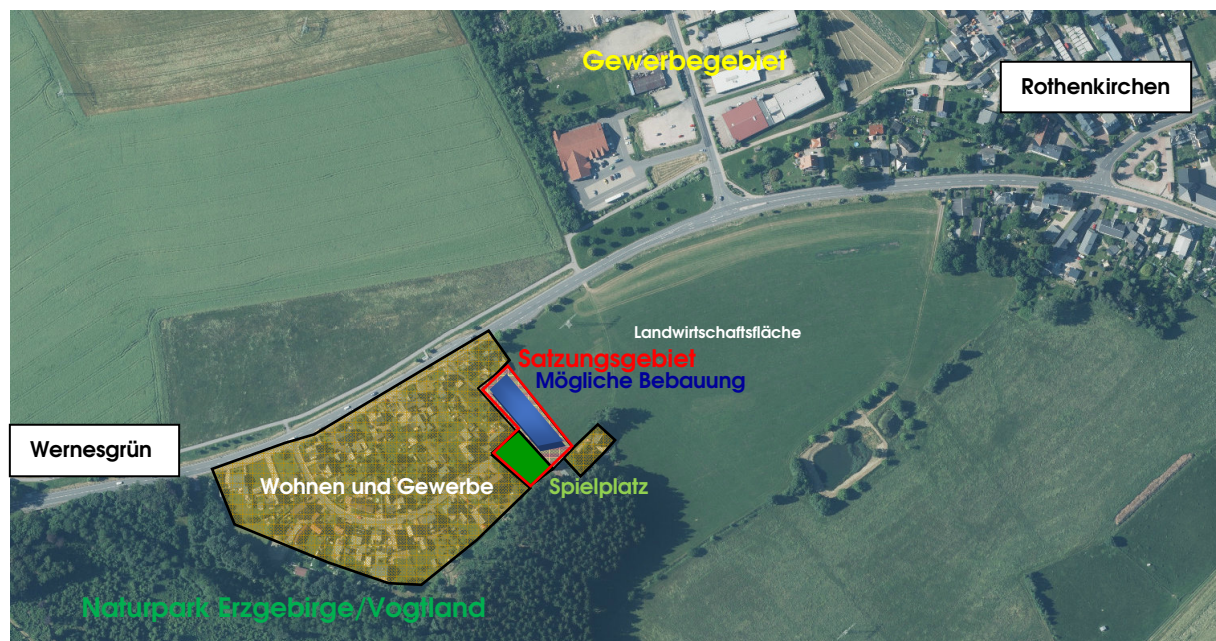 Gewerbegebiet
Rothenkirchen
Landwirtschaftsfläche
Satzungsgebiet
Mögliche Bebauung
Wernesgrün
Wohnen und Gewerbe
Spielplatz
Naturpark Erzgebirge/Vogtland